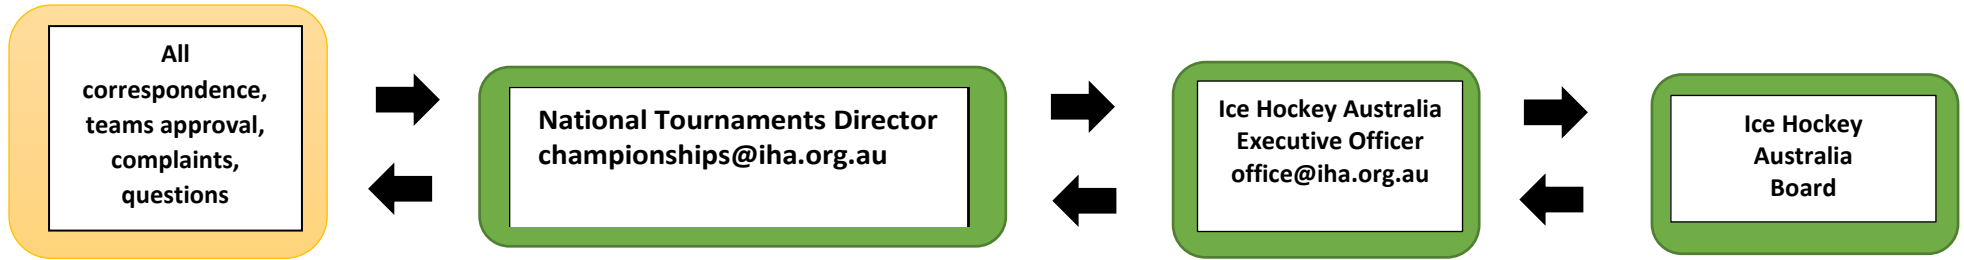 All
correspondence,
teams approval,
complaints,
questions
National Tournaments Director
championships@iha.org.au
Ice Hockey Australia
Executive Officer
office@iha.org.au
Ice Hockey
Australia
Board